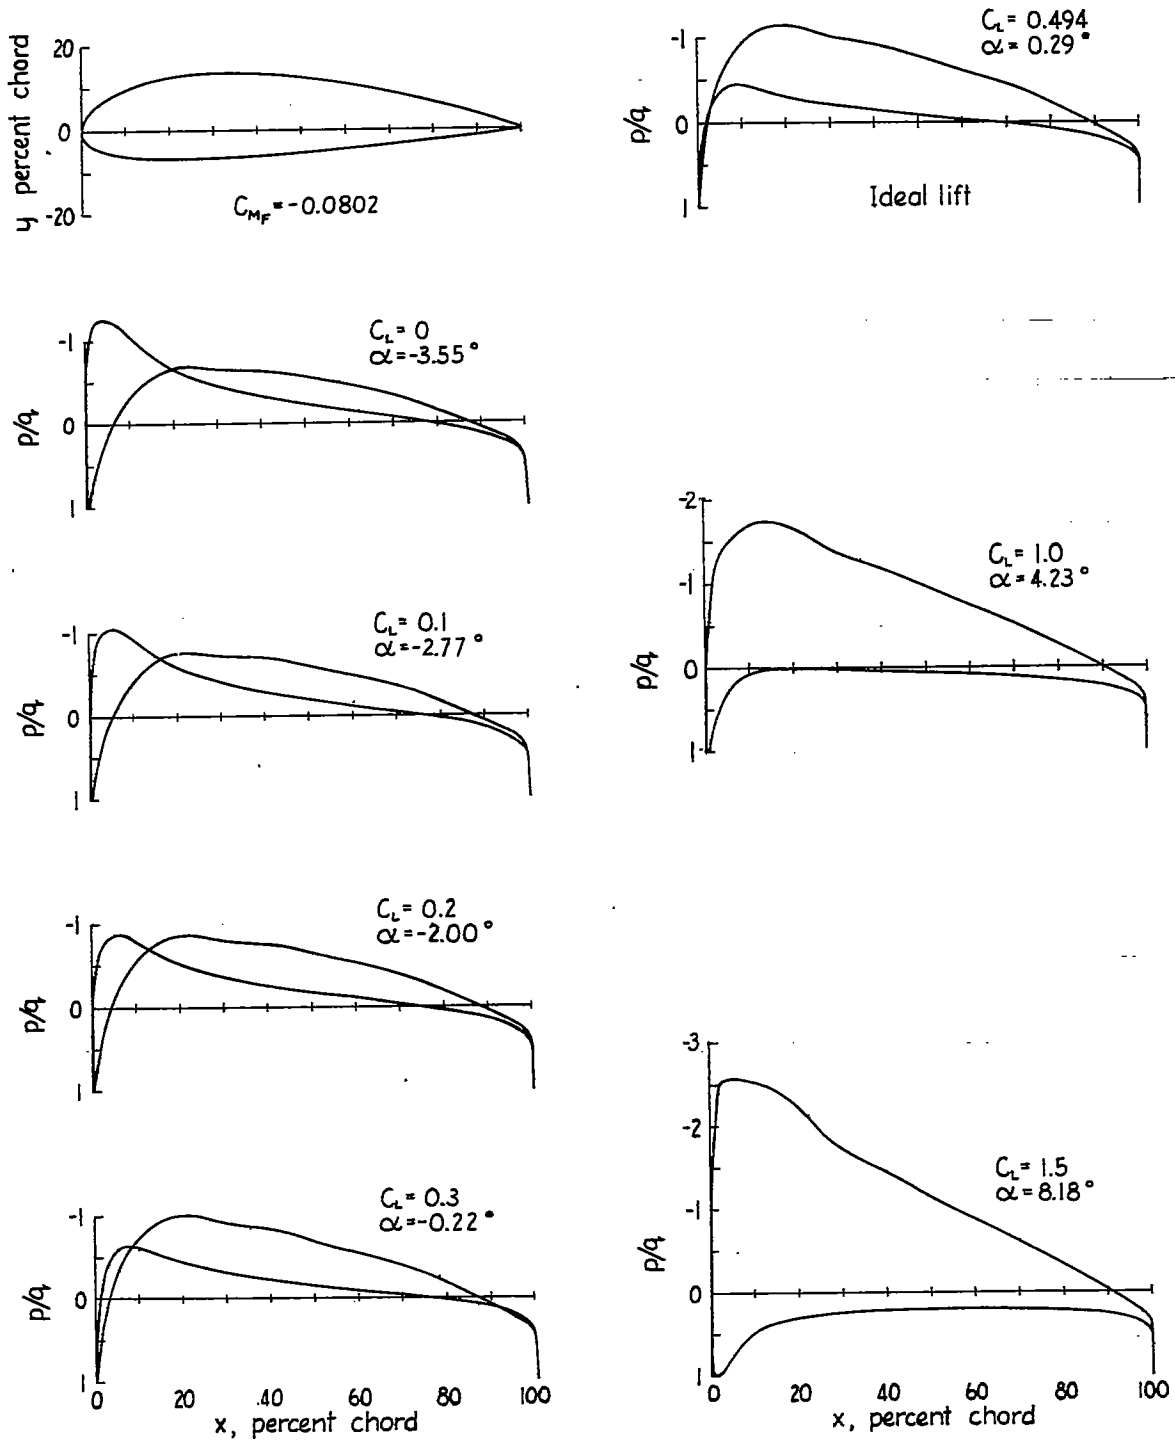 y percent chord
20
0
-20
C_MF = -0.0802
p/q
-1
0
1
C_L = 0
α = -3.55°
p/q
-1
0
1
C_L = 0.1
α = -2.77°
p/q
-1
0
1
C_L = 0.2
α = -2.00°
p/q
-1
0
1
C_L = 0.3
α = -0.22°
0 20 40 60 80 100
x, percent chord
p/q
-1
0
1
C_L = 0.494
α = 0.29°
Ideal lift
p/q
-2
-1
0
1
C_L = 1.0
α = 4.23°
p/q
-3
-2
-1
0
1
C_L = 1.5
α = 8.18°
0 20 40 60 80 100
x, percent chord